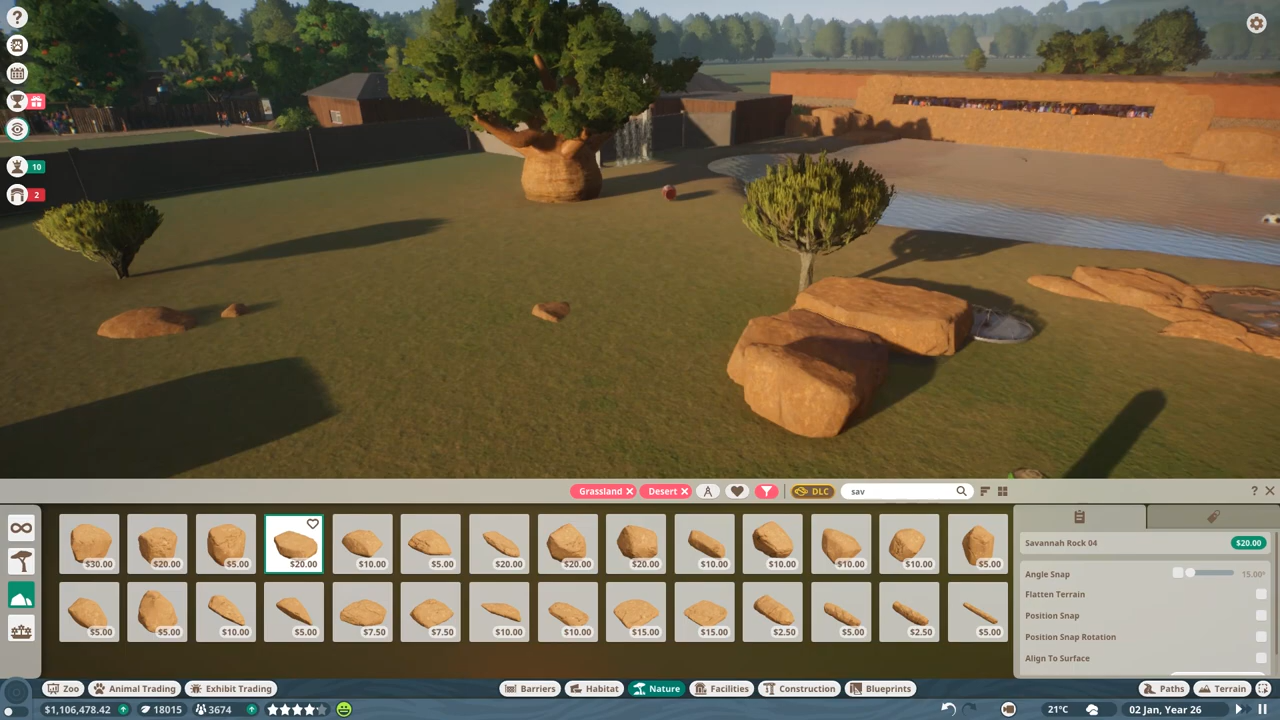 ?
10
2
Grassland ×
Desert ×
DLC
sav
?
×
$30.00
$20.00
$5.00
$20.00
$10.00
$5.00
$20.00
$20.00
$20.00
$10.00
$10.00
$10.00
$10.00
$5.00
$5.00
$5.00
$10.00
$5.00
$7.50
$7.50
$10.00
$10.00
$15.00
$15.00
$2.50
$5.00
$2.50
$5.00
Savannah Rock 04 $20.00
Angle Snap 15.00°
Flatten Terrain
Position Snap
Position Snap Rotation
Align To Surface
Zoo Animal Trading Exhibit Trading Barriers Habitat Nature Facilities Construction Blueprints Paths Terrain
$1,106,478.42 18015 3674 21°C 02 Jan, Year 26